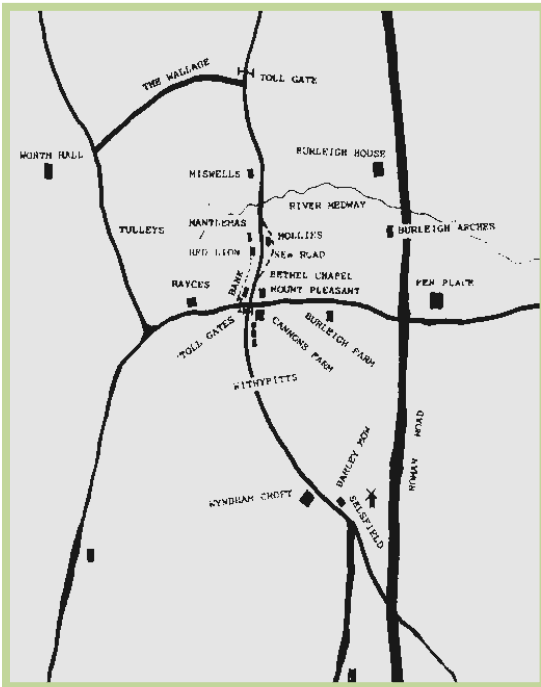 THE WALLAGE
TOLL GATE
WORTH HALL
BURLEIGH HOUSE
MISWELLS
RIVER MEDWAY
TULLEYS
MANTLEMAS
HOLLIES
BURLEIGH ARCHES
RED LION
NEW ROAD
BANK
BETHEL CHAPEL
RAYCES
MOUNT PLEASANT
PEN PLACE
TOLL GATES
CANNONS FARM
BURLEIGH FARM
WITHYPITTS
ROMAN ROAD
BARLEY MOW
WYNDHAM CROFT
SELSFIELD